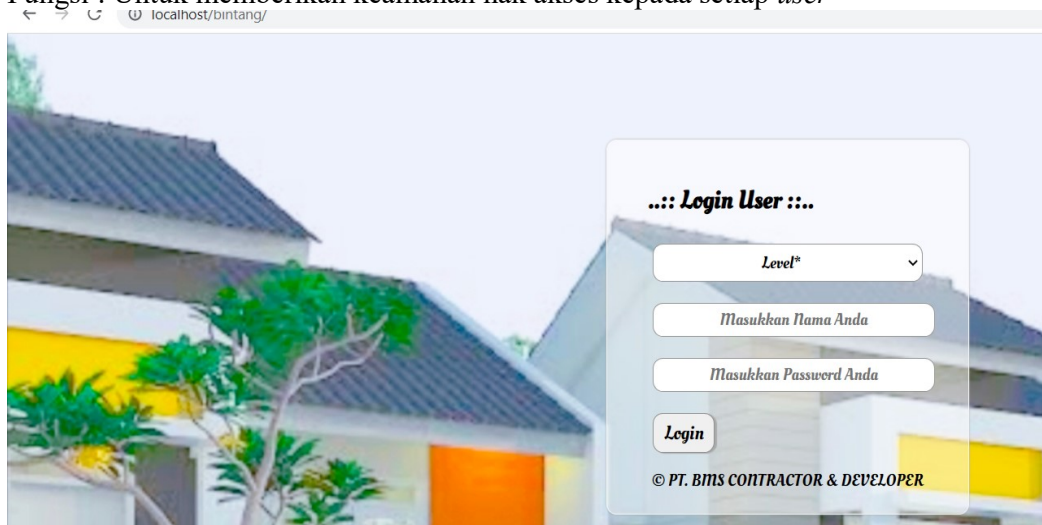 Fungsi : Untuk memberikan keamanan hak akses kepada setiap user
localhost/bintang/
..:: Login User ::..
Level*
Masukkan Nama Anda
Masukkan Password Anda
Login
© PT. BMS CONTRACTOR & DEVELOPER